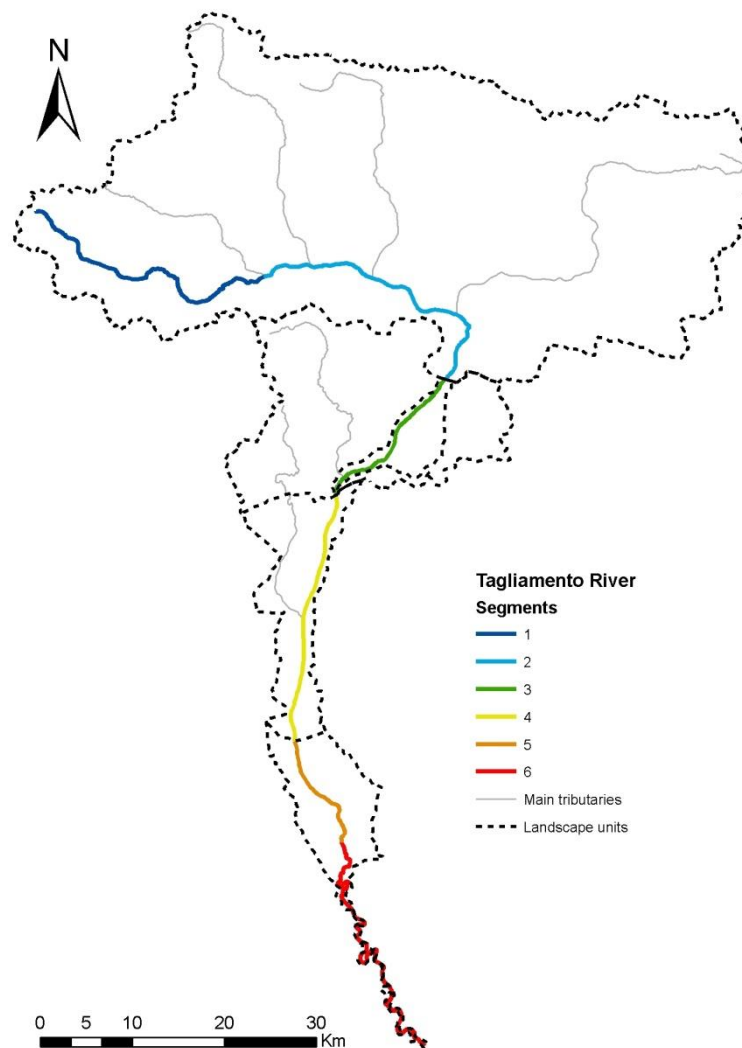 N
Tagliamento River
Segments
1
2
3
4
5
6
Main tributaries
Landscape units
0 5 10 20 30
Km